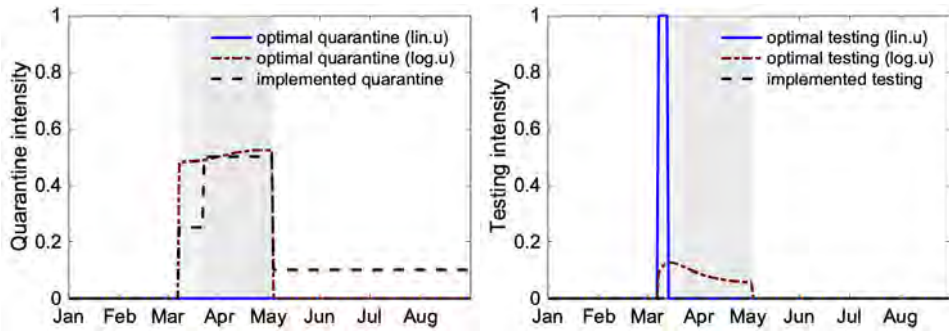 1
0.8
0.6
0.4
0.2
0
Quarantine intensity
optimal quarantine (lin.u)
optimal quarantine (log.u)
implemented quarantine
Jan Feb Mar Apr May Jun Jul Aug
1
0.8
0.6
0.4
0.2
0
Testing intensity
optimal testing (lin.u)
optimal testing (log.u)
implemented testing
Jan Feb Mar Apr May Jun Jul Aug